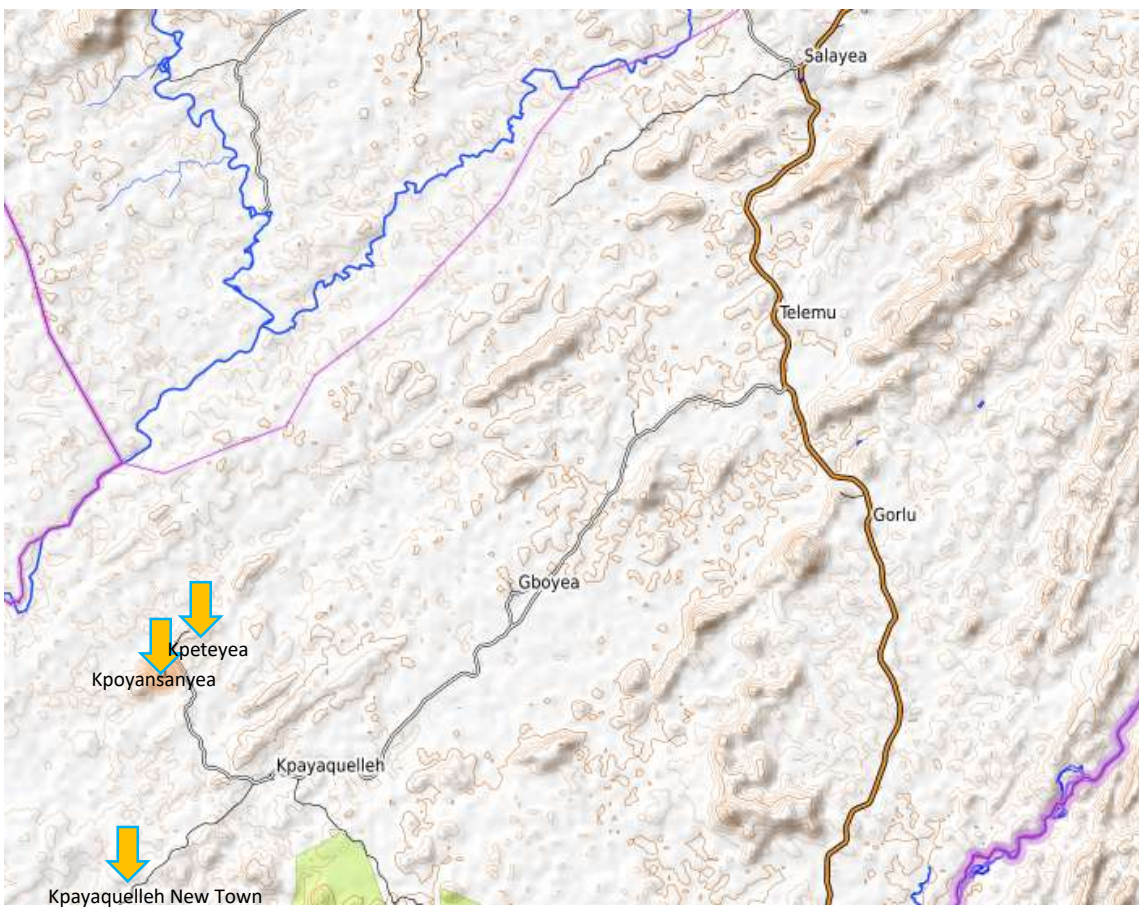 Salayea
Telemu
Gorlu
Gboyea
Kpeteyea
Kpoyansanyea
Kpayaquelleh
Kpayaquelleh New Town